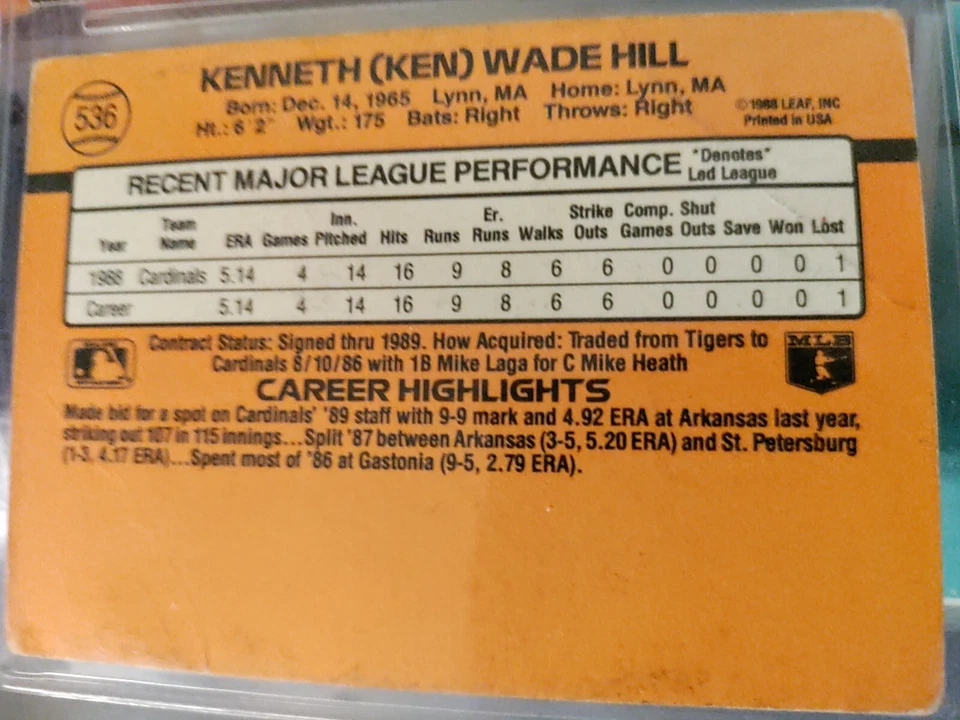 KENNETH (KEN) WADE HILL
536
Born: Dec. 14, 1965 Lynn, MA Home: Lynn, MA
Ht.: 6'2" Wgt.: 175 Bats: Right Throws: Right
©1988 LEAF, INC
Printed in USA
RECENT MAJOR LEAGUE PERFORMANCE
*Denotes*
Led League
Year Team Name ERA Games Inn. Pitched Hits Runs Er. Runs Walks Strike Outs Comp. Games Shut Outs Save Won Lost
1988 Cardinals 5.14 4 14 16 9 8 6 6 0 0 0 0 1
Career 5.14 4 14 16 9 8 6 6 0 0 0 0 1
Contract Status: Signed thru 1989. How Acquired: Traded from Tigers to
Cardinals 8/10/86 with 1B Mike Laga for C Mike Heath
MLB
CAREER HIGHLIGHTS
Made bid for a spot on Cardinals' '89 staff with 9-9 mark and 4.92 ERA at Arkansas last year,
striking out 107 in 115 innings...Split '87 between Arkansas (3-5, 5.20 ERA) and St. Petersburg
(1-3, 4.17 ERA)...Spent most of '86 at Gastonia (9-5, 2.79 ERA).